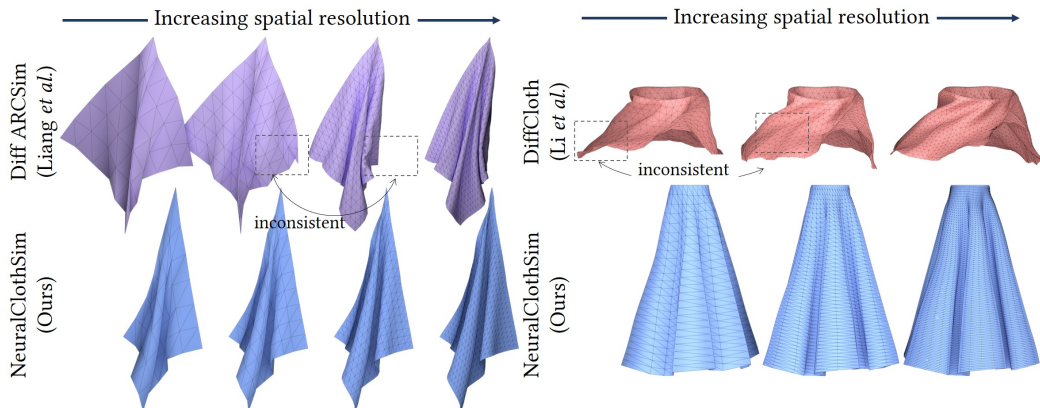 Increasing spatial resolution
Diff ARCSim
(Liang et al.)
inconsistent
NeuralClothSim
(Ours)
Increasing spatial resolution
DiffCloth
(Li et al.)
inconsistent
NeuralClothSim
(Ours)